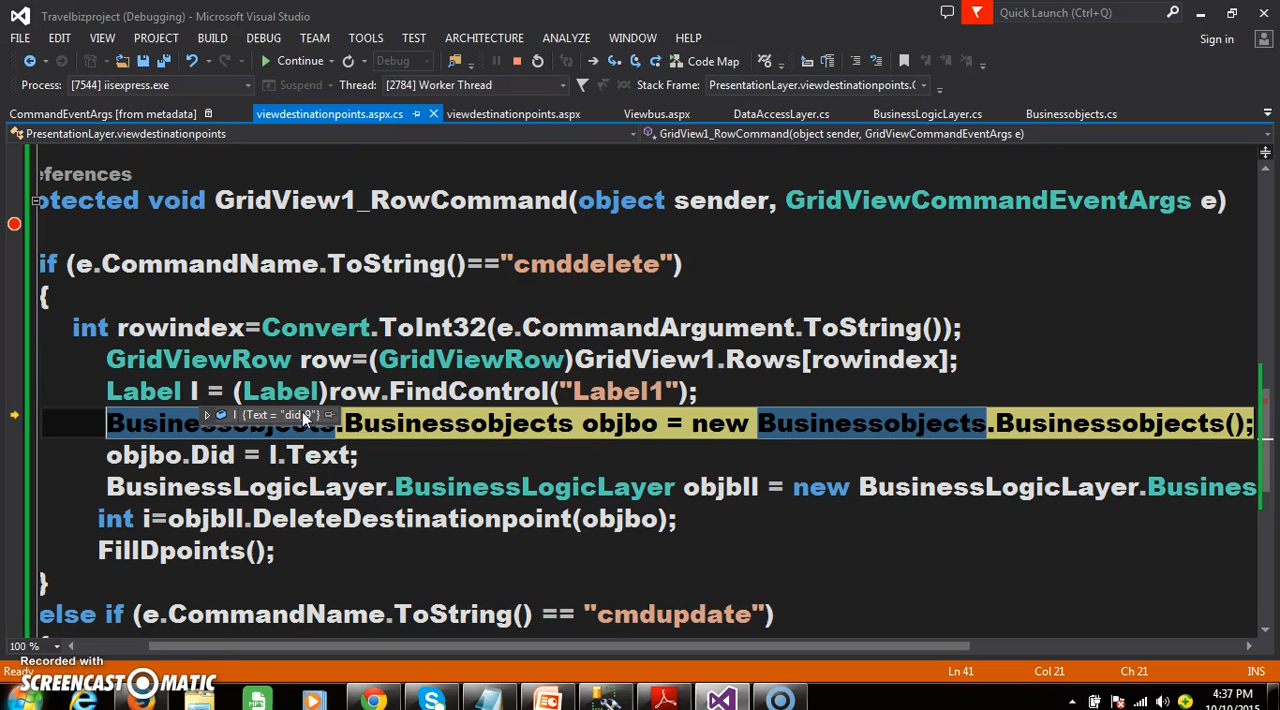 Travelbizproject (Debugging) - Microsoft Visual Studio
Quick Launch (Ctrl+Q)
FILE EDIT VIEW PROJECT BUILD DEBUG TEAM TOOLS TEST ARCHITECTURE ANALYZE WINDOW HELP
Sign in
Continue Debug Code Map
Process: [7544] iisexpress.exe Suspend Thread: [2784] Worker Thread Stack Frame: PresentationLayer.viewdestinationpoints.G
CommandEventArgs [from metadata] viewdestinationpoints.aspx.cs viewdestinationpoints.aspx Viewbus.aspx DataAccessLayer.cs BusinessLogicLayer.cs Businessobjects.cs
PresentationLayer.viewdestinationpoints GridView1_RowCommand(object sender, GridViewCommandEventArgs e)
eferences
otected void GridView1_RowCommand(object sender, GridViewCommandEventArgs e)
if (e.CommandName.ToString()=="cmddelete")
{
int rowindex=Convert.ToInt32(e.CommandArgument.ToString());
GridViewRow row=(GridViewRow)GridView1.Rows[rowindex];
Label l = (Label)row.FindControl("Label1");
l {Text = "did9"}
Businessobjects.Businessobjects objbo = new Businessobjects.Businessobjects();
objbo.Did = l.Text;
BusinessLogicLayer.BusinessLogicLayer objbll = new BusinessLogicLayer.Busines
int i=objbll.DeleteDestinationpoint(objbo);
FillDpoints();
}
else if (e.CommandName.ToString() == "cmdupdate")
100 %
Recorded with
SCREENCAST MATIC
Ready Ln 41 Col 21 Ch 21 INS
4:37 PM
10/10/2015